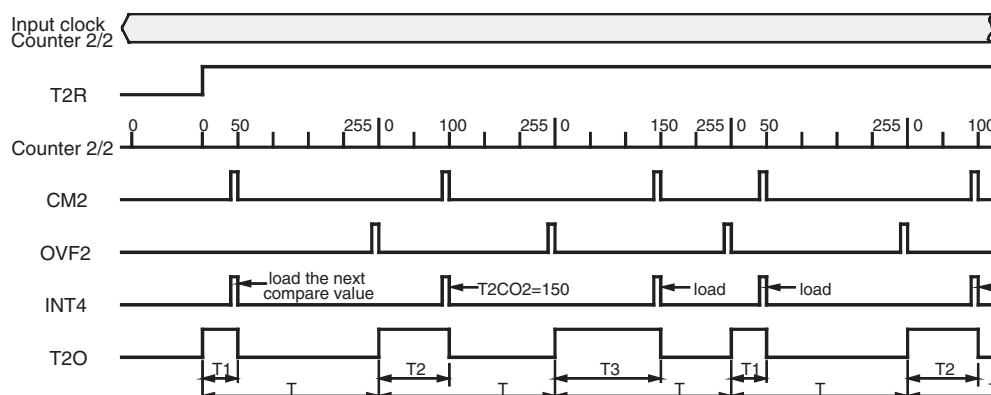 Input clock
Counter 2/2
T2R
0 0 50 255 0 100 255 0 150 255 0 50 255 0 100
Counter 2/2
CM2
OVF2
INT4
load the next
compare value
T2CO2=150
load
load
T2O
T1 T2 T3 T1 T2
T T T T T